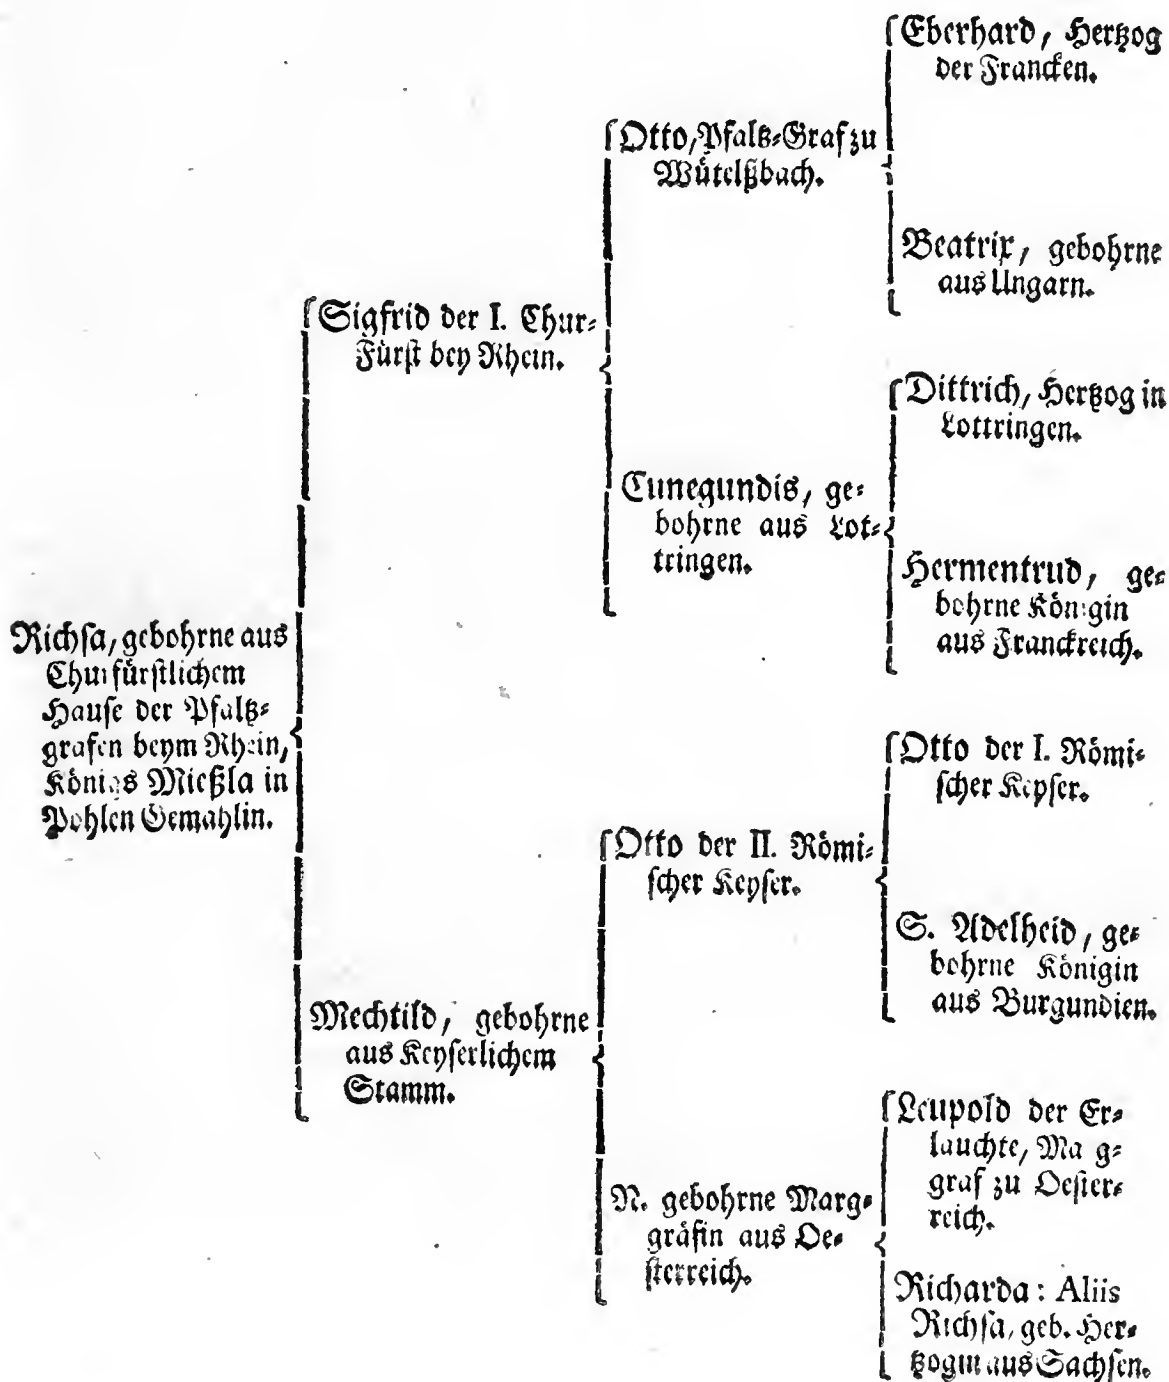 Eberhard, Hertzog
der Francken.
Otto, Pfaltz-Graf zu
Wütelßbach.
Beatrix, gebohrne
aus Ungarn.
Sigfrid der I. Chur-
Fürst bey Rhein.
Dittrich, Hertzog in
Lottringen.
Cunegundis, ge-
bohrne aus Lot-
tringen.
Hermentrud, ge-
bohrne Königin
aus Franckreich.
Richsa, gebohrne aus
Churfürstlichem
Hause der Pfaltz-
grafen beym Rhein,
Königs Mießla in
Pohlen Gemahlin.
Otto der I. Römi-
scher Keyser.
Otto der II. Römi-
scher Keyser.
S. Adelheid, ge-
bohrne Königin
aus Burgundien.
Mechtild, gebohrne
aus Keyserlichem
Stamm.
Leupold der Er-
lauchte, Marg-
graf zu Oester-
reich.
N. gebohrne Marg-
gräfin aus Oe-
sterreich.
Richarda: Aliis
Richsa, geb. Her-
tzogin aus Sachsen.